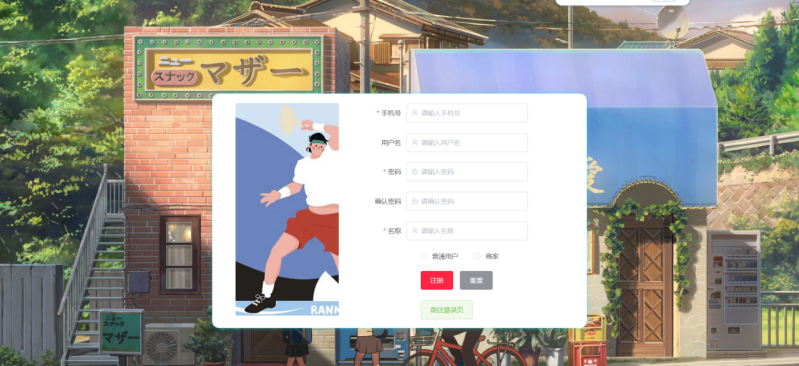 ニュー
スナック
マザー
* 手机号
请输入手机号
用户名
请输入用户名
* 密码
请输入密码
确认密码
请确认密码
* 名称
请输入名称
普通用户
商家
注册
重置
前往登录页
RANN
ニュー
スナック
マザー
愛